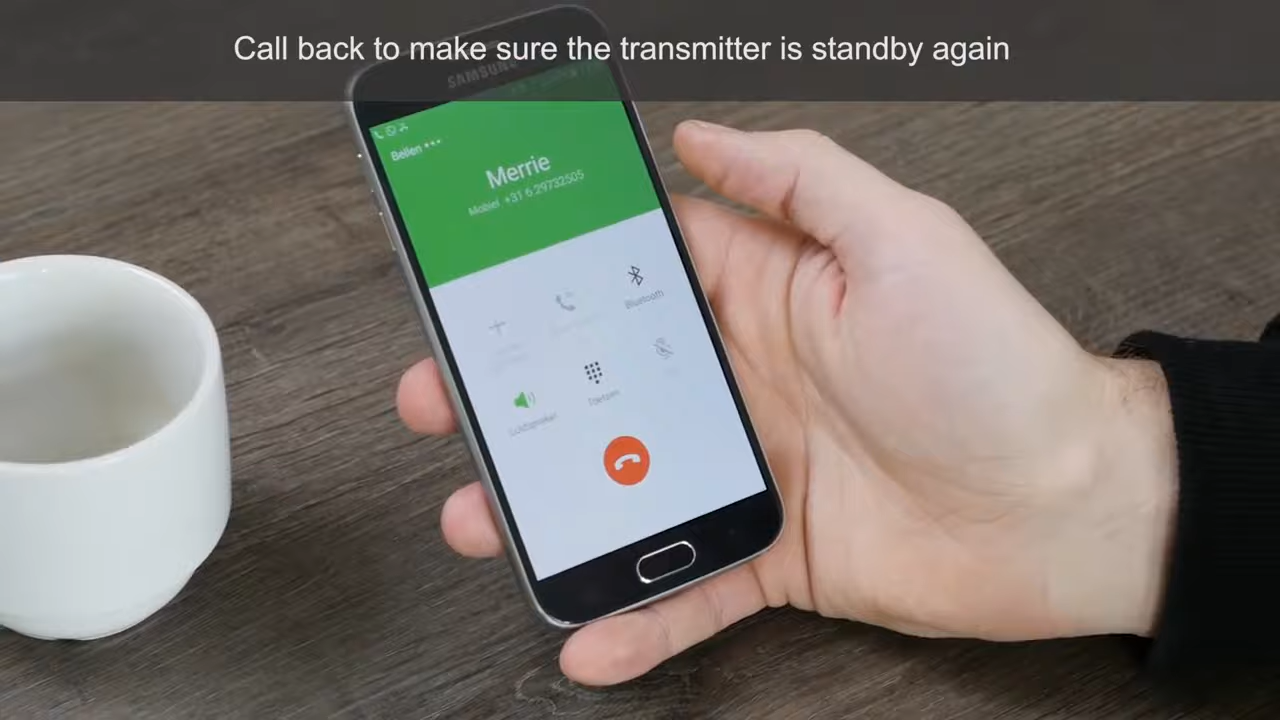 Call back to make sure the transmitter is standby again
SAMSUNG
Bellen
Merrie
Mobiel +31 6 29732505
Bluetooth
Luidspreker
Toetsen